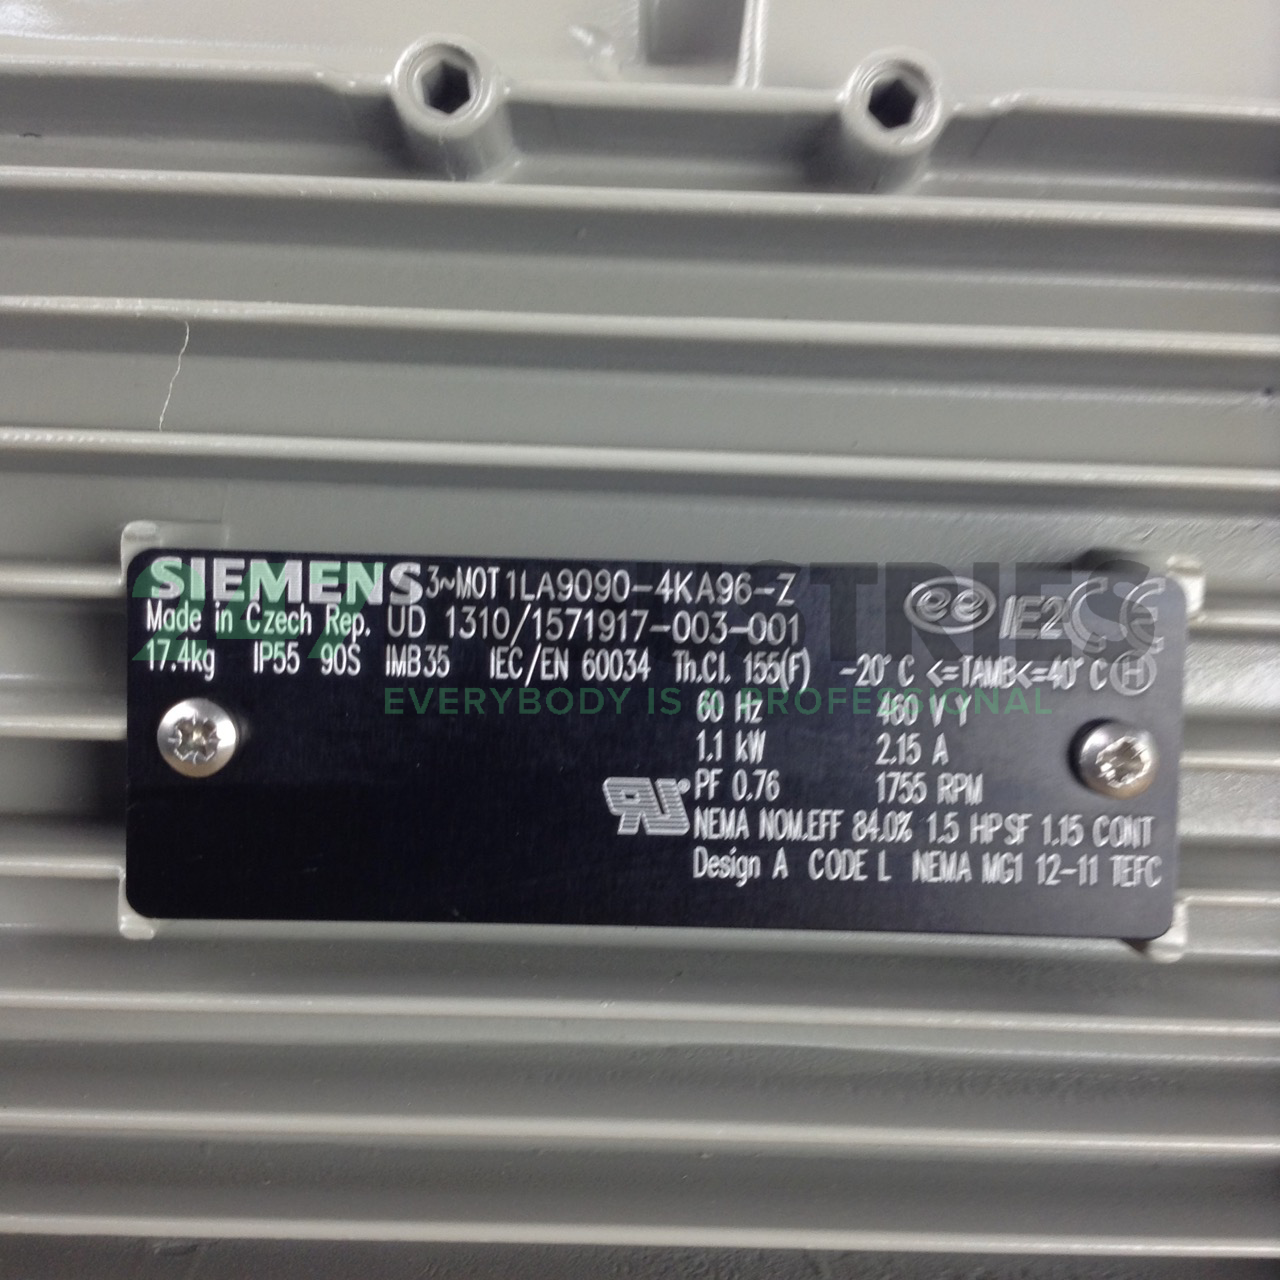 SIEMENS 3~MOT 1LA9090-4KA96-Z
Made in Czech Rep. UD 1310/1571917-003-001
IE2 CE
17.4kg IP55 90S IMB35 IEC/EN 60034 Th.Cl. 155(F) -20°C <=TAMB<=40°C H
EVERYBODY IS A PROFESSIONAL
60 Hz 460 V Y
1.1 kW 2.15 A
PF 0.76 1755 RPM
NEMA NOM.EFF 84.0% 1.5 HP SF 1.15 CONT
Design A CODE L NEMA MG1 12-11 TEFC